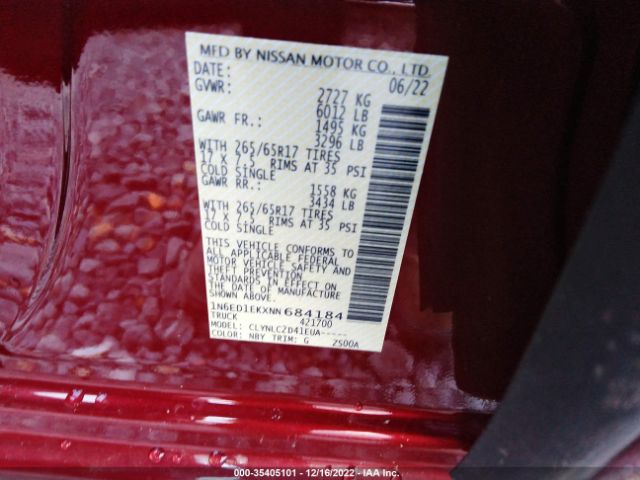 MFD BY NISSAN MOTOR CO., LTD.
DATE: 06/22
GVWR: 2727 KG
6012 LB
GAWR FR.: 1495 KG
3296 LB
WITH 265/65R17 TIRES
17 X 7.5 RIMS AT 35 PSI
COLD SINGLE
GAWR RR.: 1558 KG
3434 LB
WITH 265/65R17 TIRES
17 X 7.5 RIMS AT 35 PSI
COLD SINGLE
THIS VEHICLE CONFORMS TO
ALL APPLICABLE FEDERAL
MOTOR VEHICLE SAFETY AND
THEFT PREVENTION
STANDARDS IN EFFECT ON
THE DATE OF MANUFACTURE
SHOWN ABOVE.
1N6ED1EKXNN684184
TRUCK 421700
MODEL: CLYNLC2D41EUA-----
COLOR: NBY TRIM: G 2500A
000-35405101 - 12/16/2022 - IAA Inc.